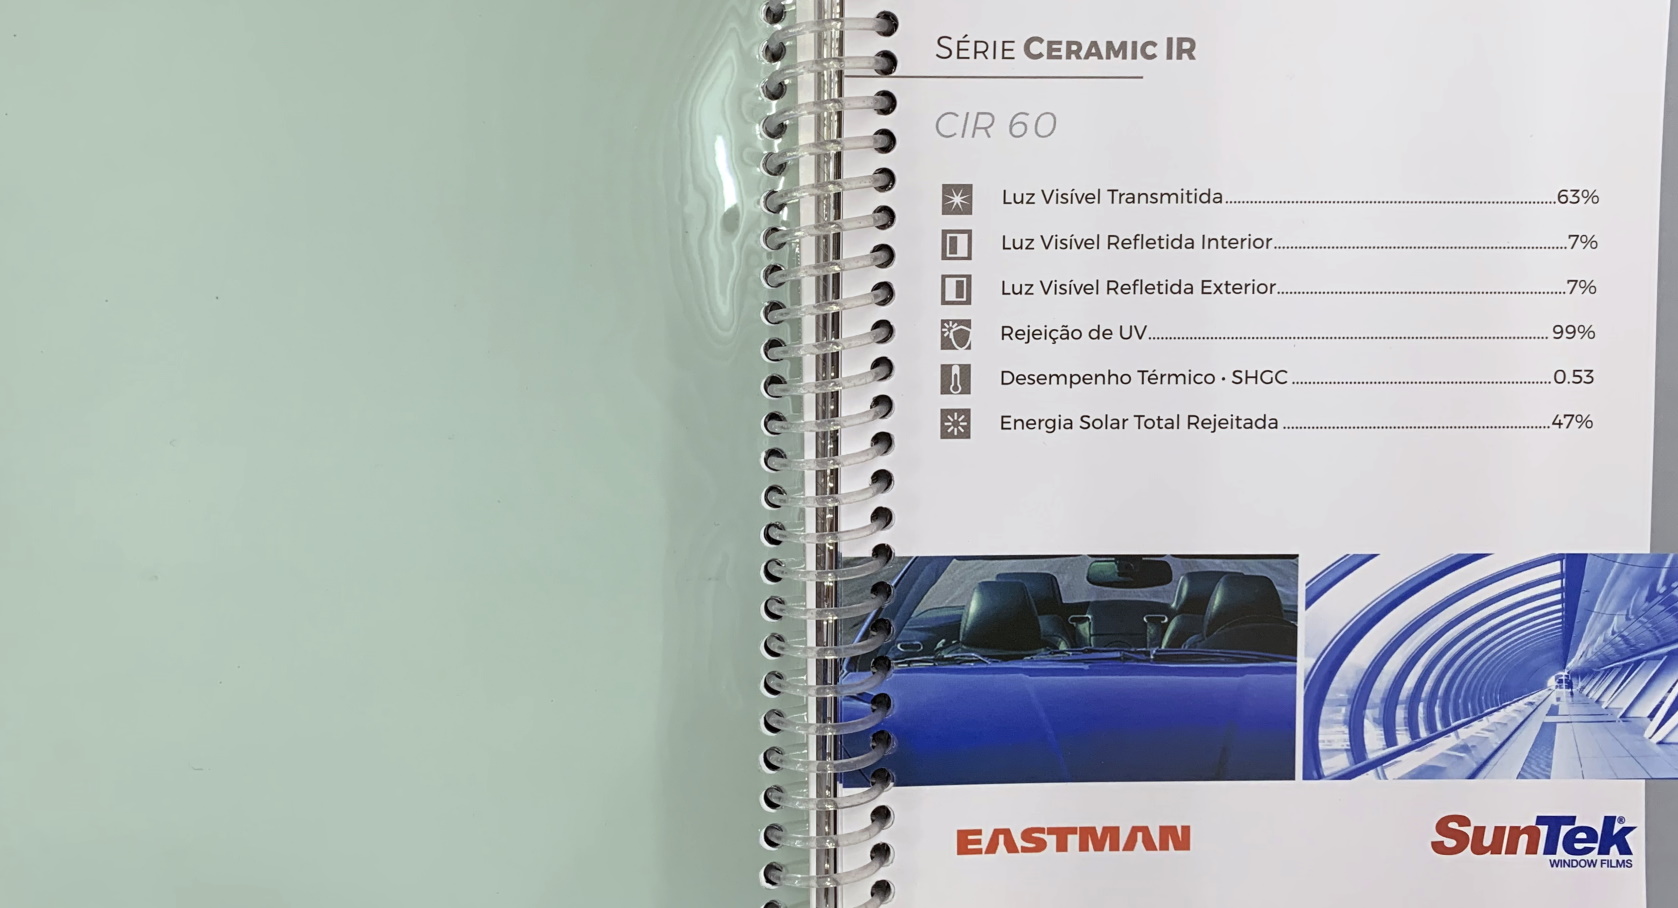 SÉRIE CERAMIC IR
CIR 60
Luz Visível Transmitida 63%
Luz Visível Refletida Interior 7%
Luz Visível Refletida Exterior 7%
Rejeição de UV 99%
Desempenho Térmico • SHGC 0.53
Energia Solar Total Rejeitada 47%
EASTMAN
SunTek®
WINDOW FILMS